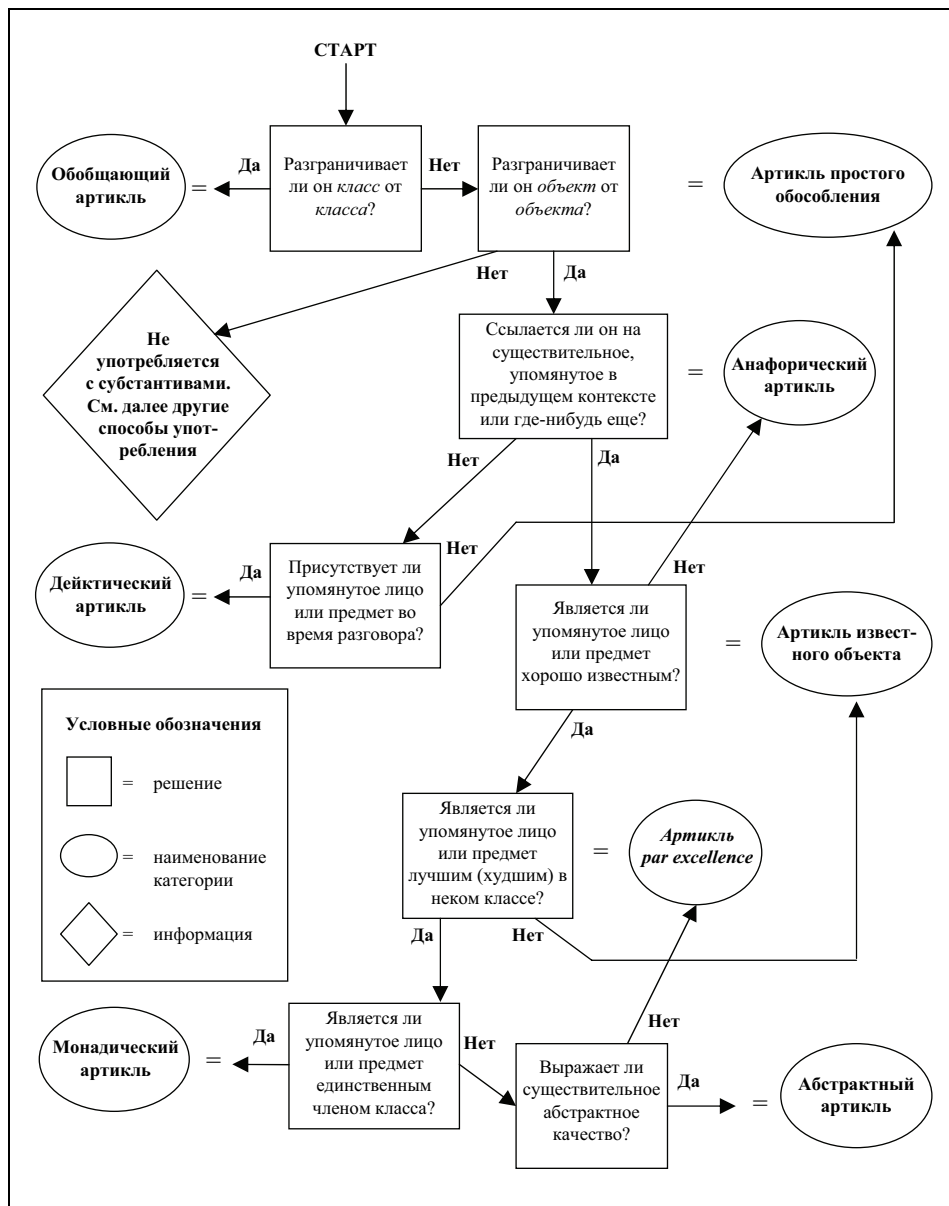 СТАРТ
Да
Нет
Обобщающий
артикль
=
Разграничивает
ли он класс от
класса?
Разграничивает
ли он объект от
объекта?
=
Артикль простого
обособления
Нет
Да
Не
употребляется
с субстантивами.
См. далее другие
способы упот-
ребления
Ссылается ли он на
существительное,
упомянутое в
предыдущем контексте
или где-нибудь еще?
=
Анафорический
артикль
Нет
Да
Дейктический
артикль
=
Да
Присутствует ли
упомянутое лицо
или предмет во
время разговора?
Нет
Нет
Является ли
упомянутое лицо
или предмет
хорошо известным?
=
Артикль извест-
ного объекта
Да
Условные обозначения
= решение
= наименование
категории
= информация
Является ли
упомянутое лицо
или предмет
лучшим (худшим) в
неком классе?
=
Артикль
par excellence
Да
Нет
Монадический
артикль
=
Да
Является ли
упомянутое лицо
или предмет
единственным
членом класса?
Нет
Нет
Выражает ли
существительное
абстрактное
качество?
Да
=
Абстрактный
артикль